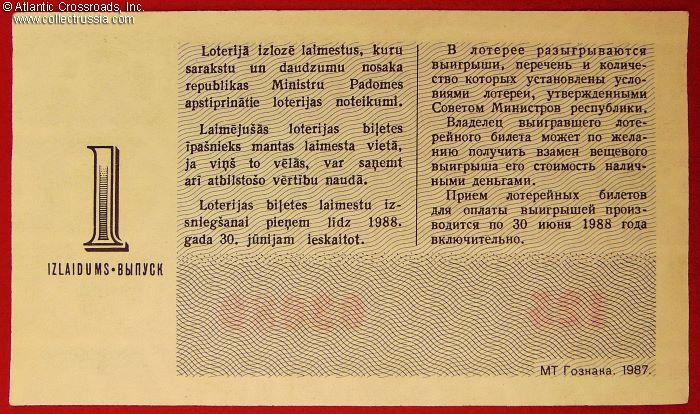 © Atlantic Crossroads, Inc.
www.collectrussia.com
Loterijā izlozē laimestus, kuru
sarakstu un daudzumu nosaka
republikas Ministru Padomes
apstiprinātie loterijas noteikumi.
Laimējušās loterijas biļetes
īpašnieks mantas laimesta vietā,
ja viņš to vēlās, var saņemt
arī atbilstošo vērtību naudā.
Loterijas biļetes laimestu iz-
sniegšanai pieņem līdz 1988.
gada 30. jūnijam ieskaitot.
В лотерее разыгрываются
выигрыши, перечень и количе-
ство которых установлены усло-
виями лотереи, утвержденными
Советом Министров республики.
Владелец выигравшего лоте-
рейного билета может по жела-
нию получить взамен вещевого
выигрыша его стоимость налич-
ными деньгами.
Прием лотерейных билетов
для оплаты выигрышей произ-
водится по 30 июня 1988 года
включительно.
1
IZLAIDUMS•ВЫПУСК
МТ Гознака. 1987.